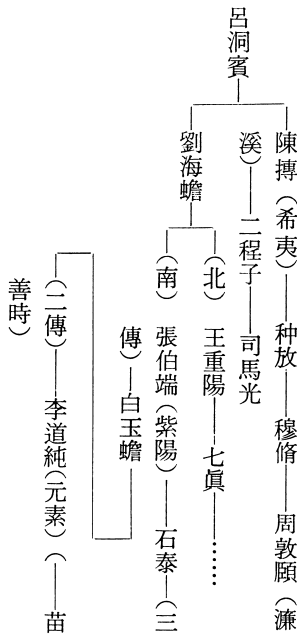 呂洞賓
陳摶（希夷）——种放——穆脩——周敦頤（濂
溪）——二程子——司馬光
劉海蟾
（北）王重陽——七眞……
（南）張伯端（紫陽）——石泰——（三
傳）——白玉蟾
（二傳）——李道純（元素）（——苗
善時）